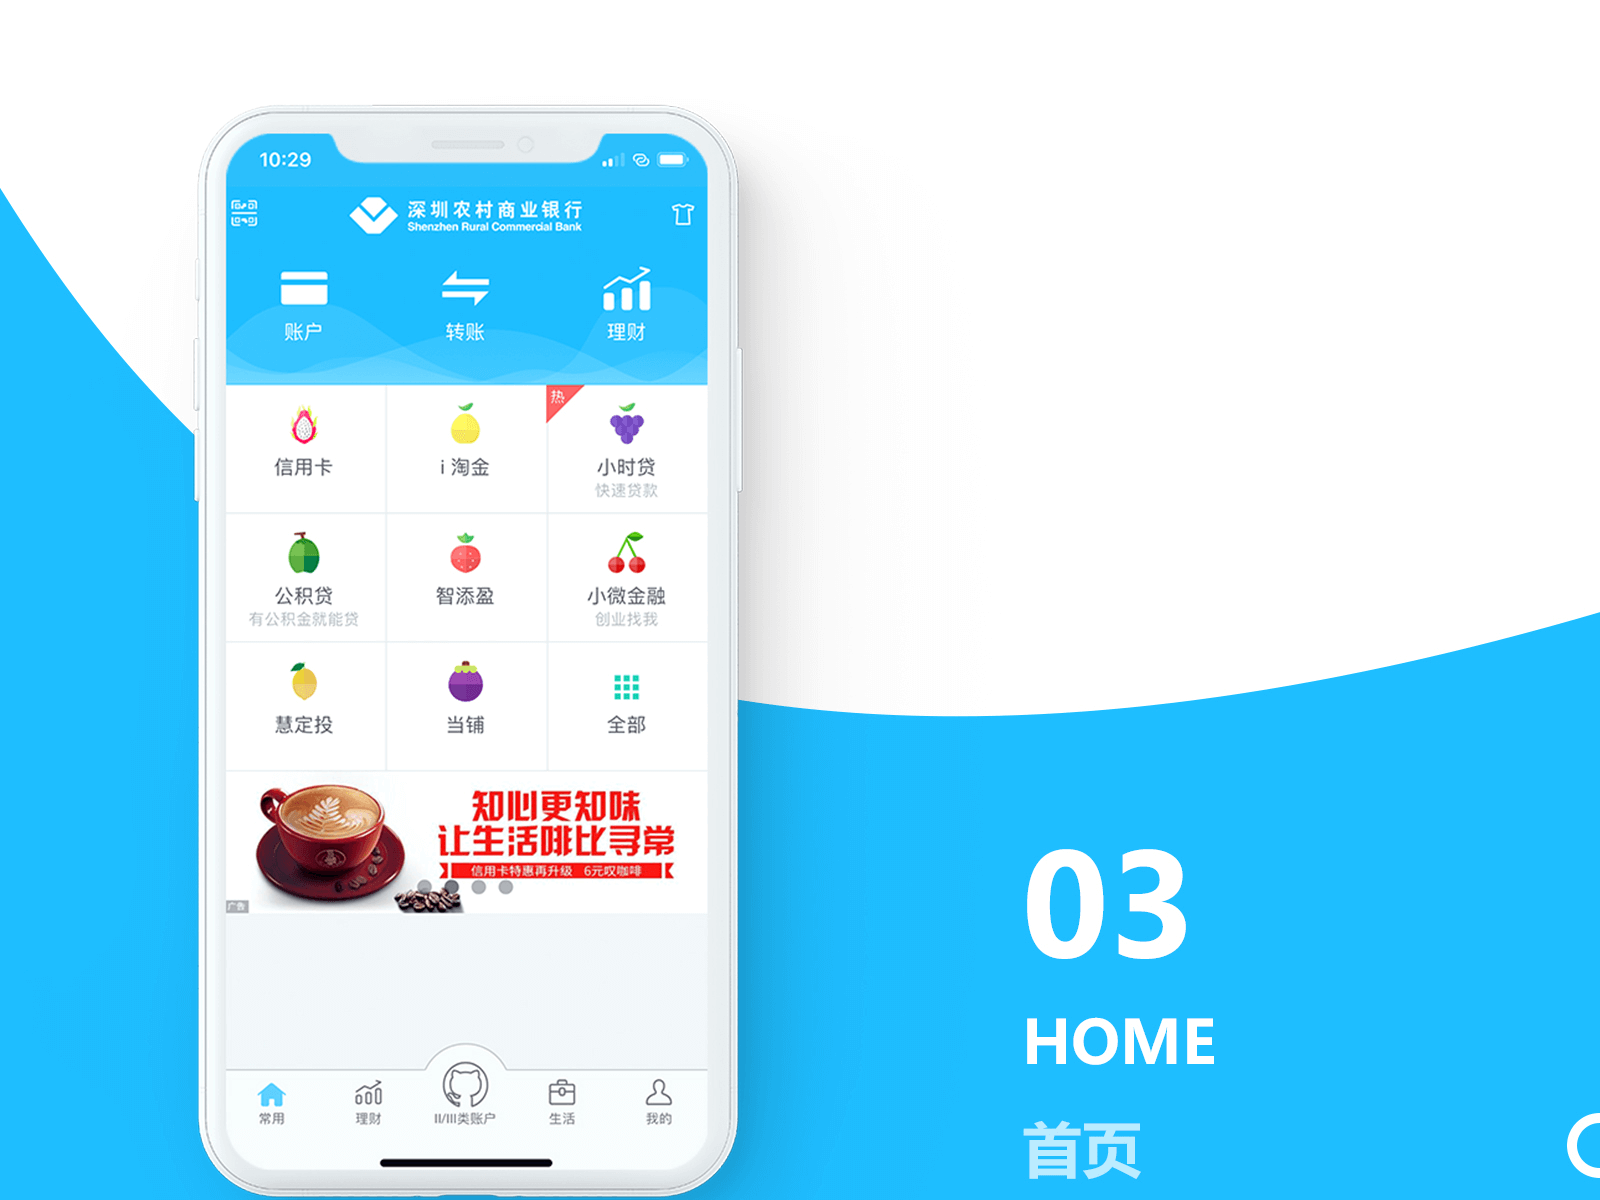 10:29
深圳农村商业银行
Shenzhen Rural Commercial Bank
账户
转账
理财
热
信用卡
i 淘金
小时贷
快速贷款
公积贷
有公积金就能贷
智添盈
小微金融
创业找我
慧定投
当铺
全部
知心更知味
让生活啡比寻常
信用卡特惠再升级 6元叹咖啡
广告
常用
理财
II/III类账户
生活
我的
03
HOME
首页